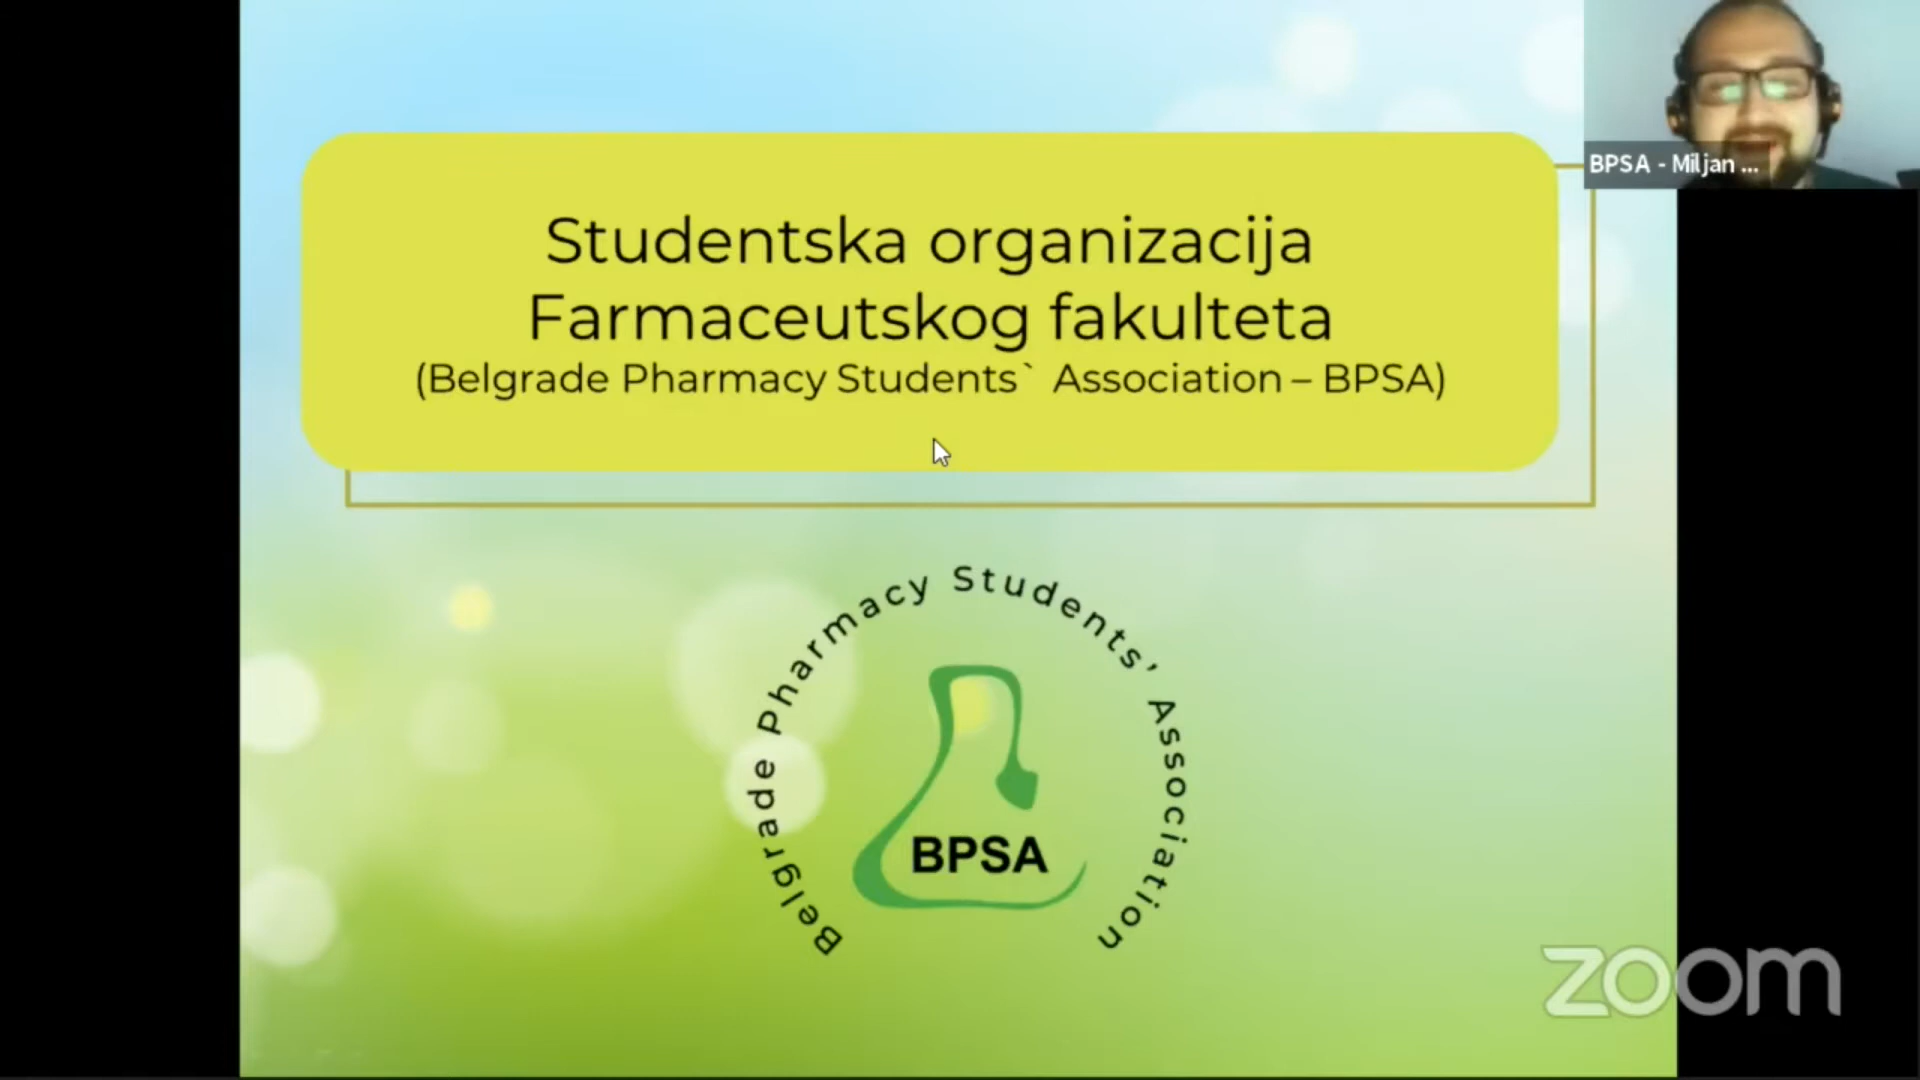 Studentska organizacija
Farmaceutskog fakulteta
(Belgrade Pharmacy Students` Association – BPSA)
BPSA - Miljan ...
Belgrade Pharmacy Students’ Association
BPSA
zoom